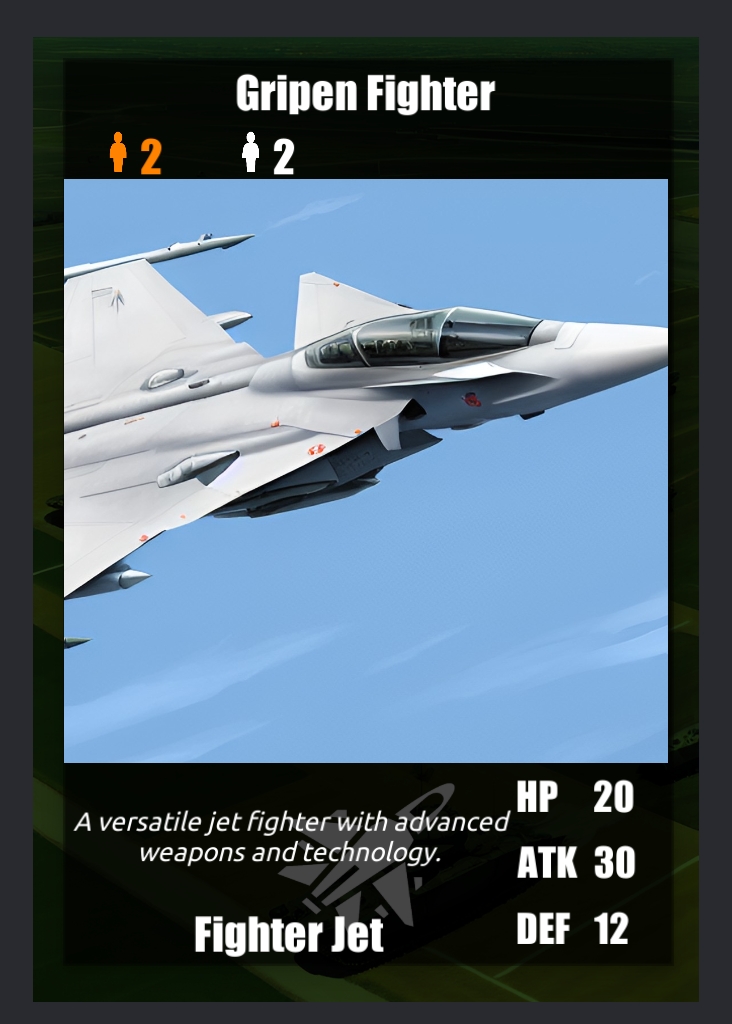 Gripen Fighter
2 2
A versatile jet fighter with advanced
weapons and technology.
Fighter Jet
HP 20
ATK 30
DEF 12